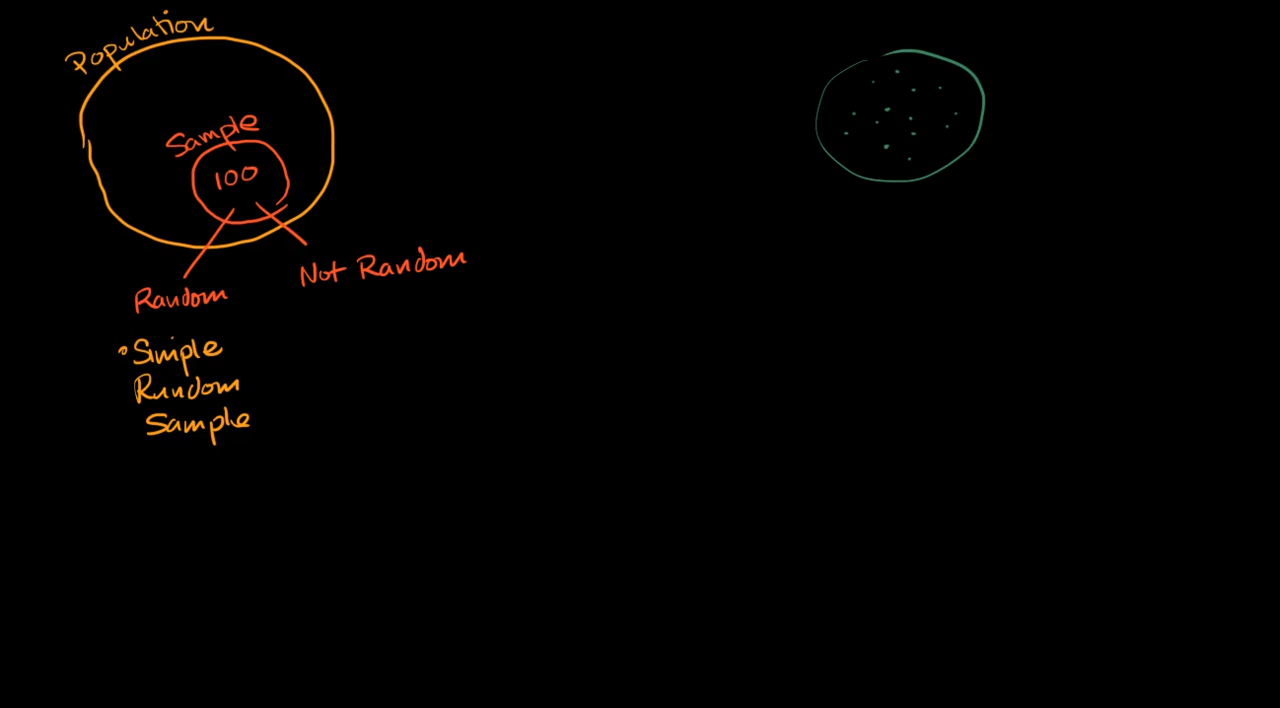 Population
Sample
100
Not Random
Random
• Simple
Random
Sample